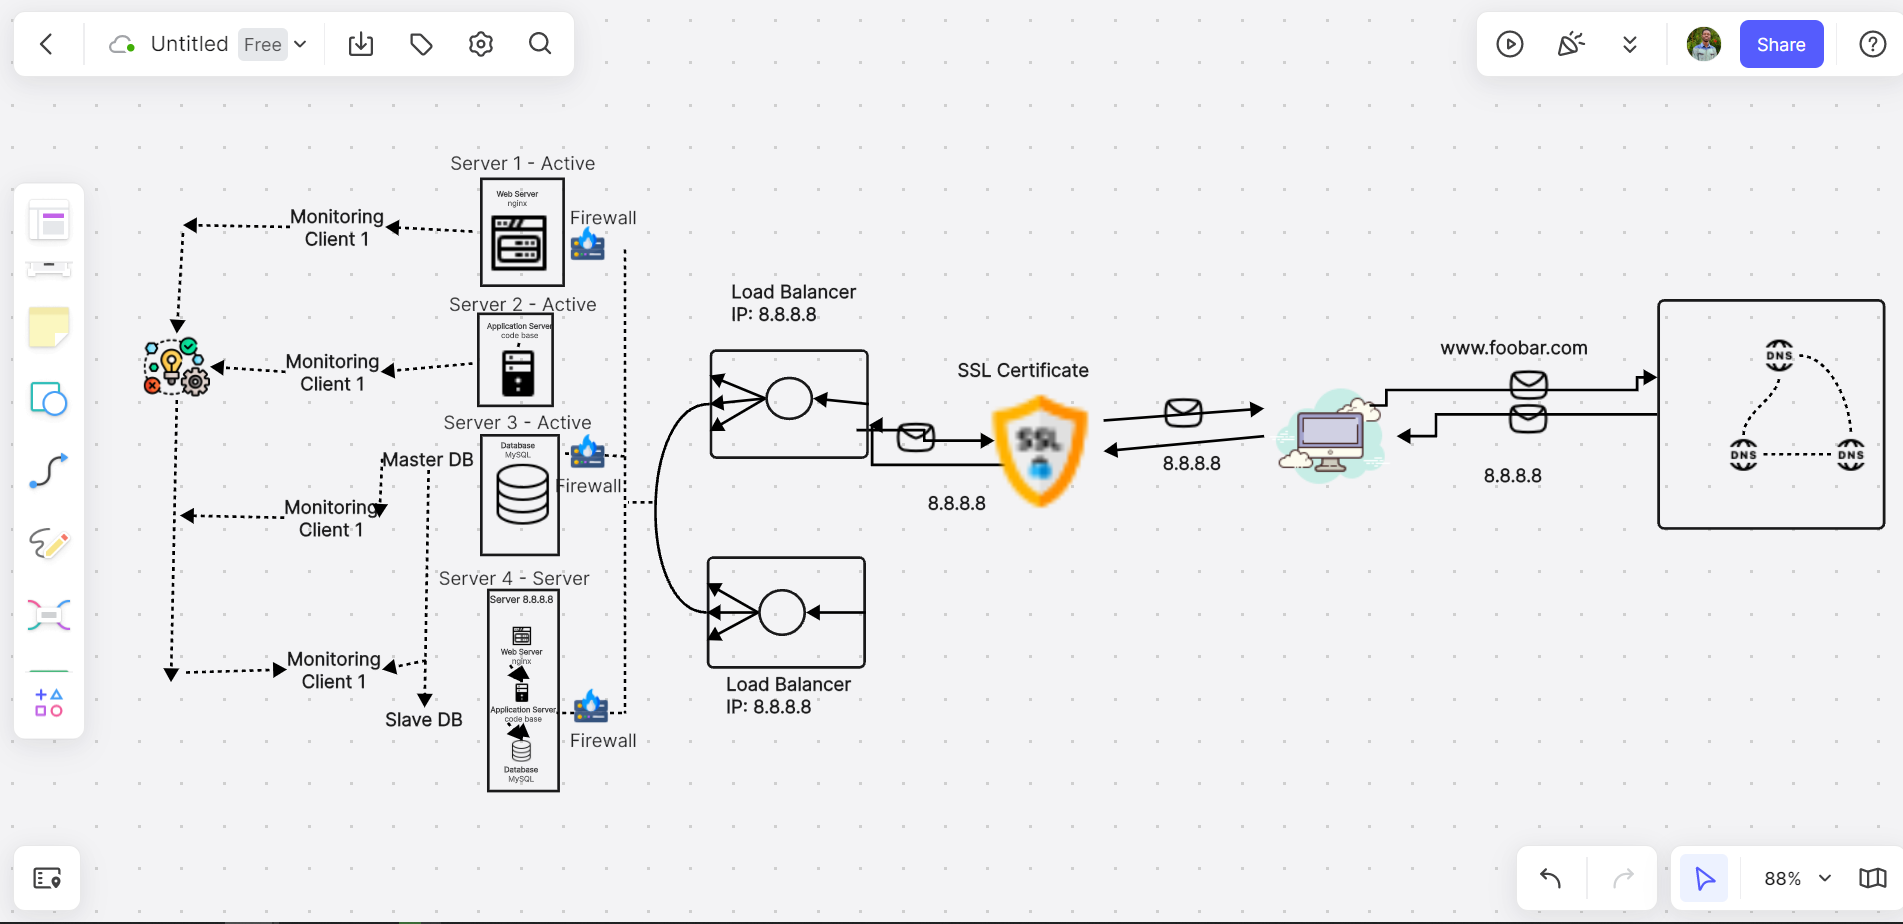 Untitled
Free
Share
Server 1 - Active
Web Server
nginx
Firewall
Monitoring
Client 1
Server 2 - Active
Application Server
code base
Monitoring
Client 1
Server 3 - Active
Database
MySQL
Master DB
Firewall
Monitoring
Client 1
Server 4 - Server
Server 8.8.8.8
Web Server
nginx
Application Server
code base
Database
MySQL
Monitoring
Client 1
Slave DB
Firewall
Load Balancer
IP: 8.8.8.8
Load Balancer
IP: 8.8.8.8
SSL Certificate
SSL
8.8.8.8
8.8.8.8
www.foobar.com
8.8.8.8
DNS
DNS
DNS
88%